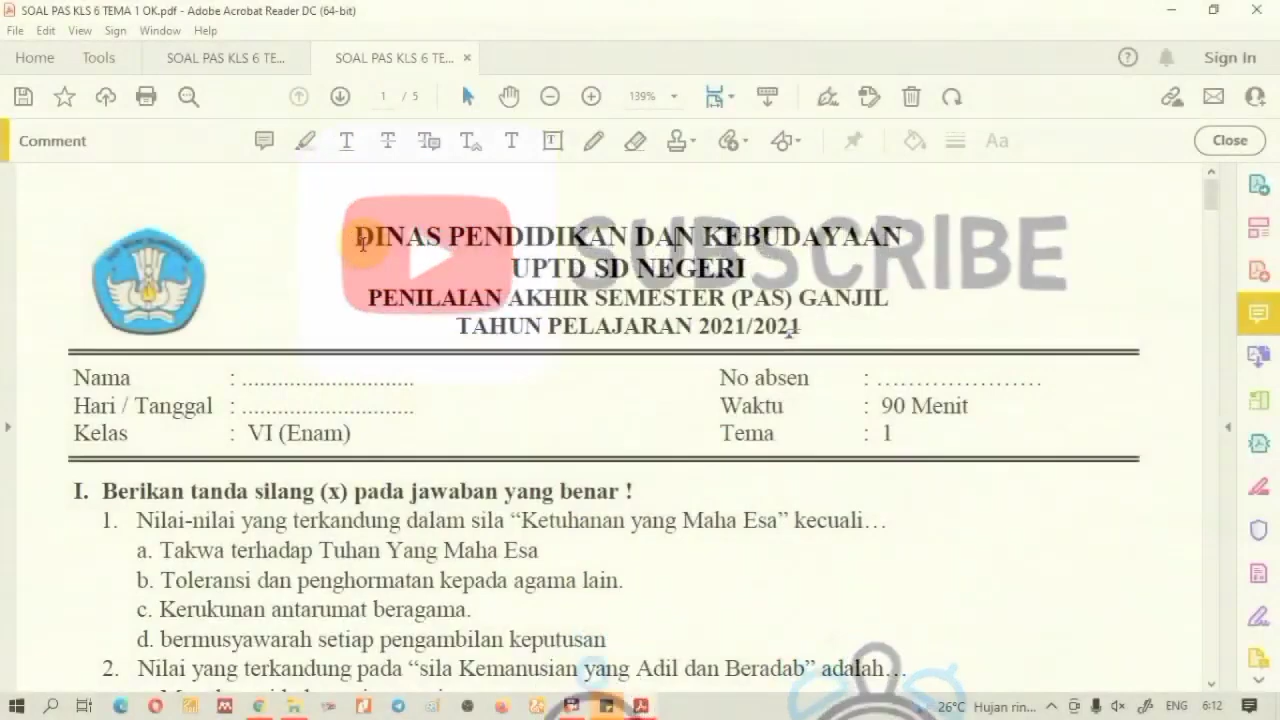 SOAL PAS KLS 6 TEMA 1 OK.pdf - Adobe Acrobat Reader DC (64-bit)
File Edit View Sign Window Help
Home Tools SOAL PAS KLS 6 TE... SOAL PAS KLS 6 TE... × Sign In
1 / 5 139%
Comment Close
SUBSCRIBE
DINAS PENDIDIKAN DAN KEBUDAYAAN
UPTD SD NEGERI
PENILAIAN AKHIR SEMESTER (PAS) GANJIL
TAHUN PELAJARAN 2021/2021
Nama : ............................ No absen : .....................
Hari / Tanggal : ............................ Waktu : 90 Menit
Kelas : VI (Enam) Tema : 1
I. Berikan tanda silang (x) pada jawaban yang benar !
1. Nilai-nilai yang terkandung dalam sila “Ketuhanan yang Maha Esa” kecuali…
a. Takwa terhadap Tuhan Yang Maha Esa
b. Toleransi dan penghormatan kepada agama lain.
c. Kerukunan antarumat beragama.
d. bermusyawarah setiap pengambilan keputusan
2. Nilai yang terkandung pada “sila Kemanusian yang Adil dan Beradab” adalah…
26°C Hujan rin... ENG 6:12